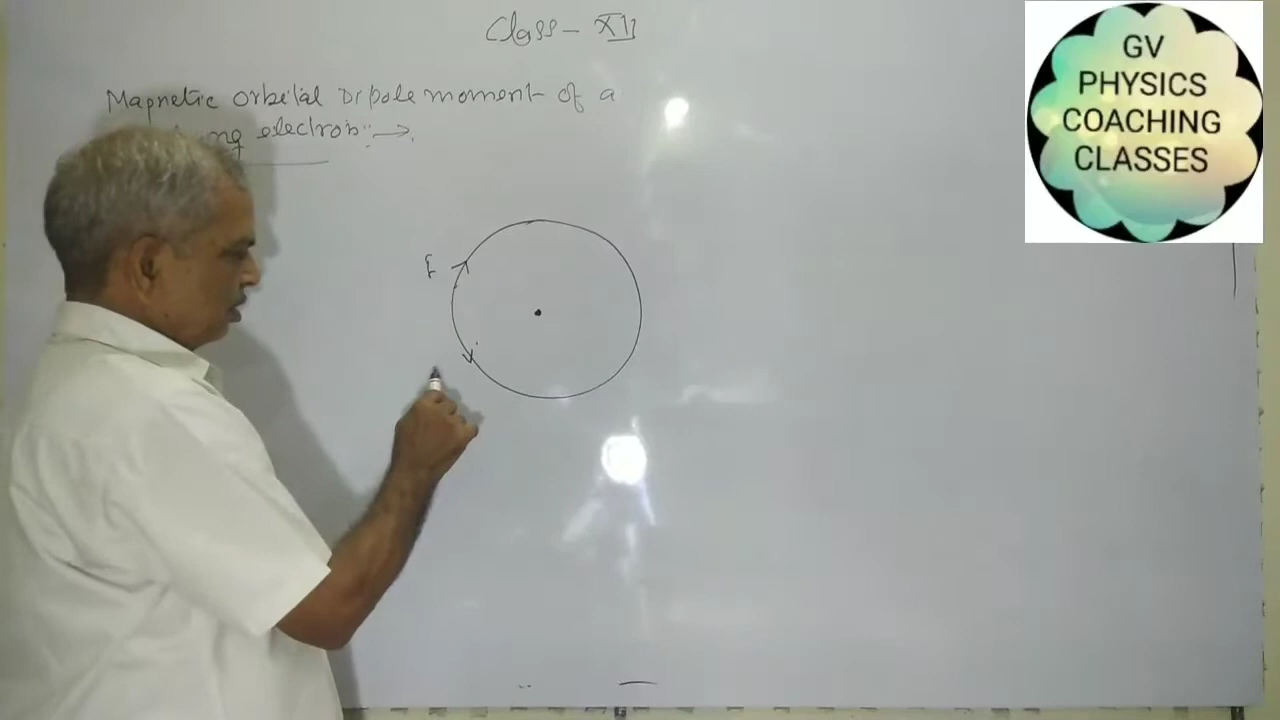 Class - XII
Magnetic orbital Dipole moment of a
electron :- →
I
GV
PHYSICS
COACHING
CLASSES